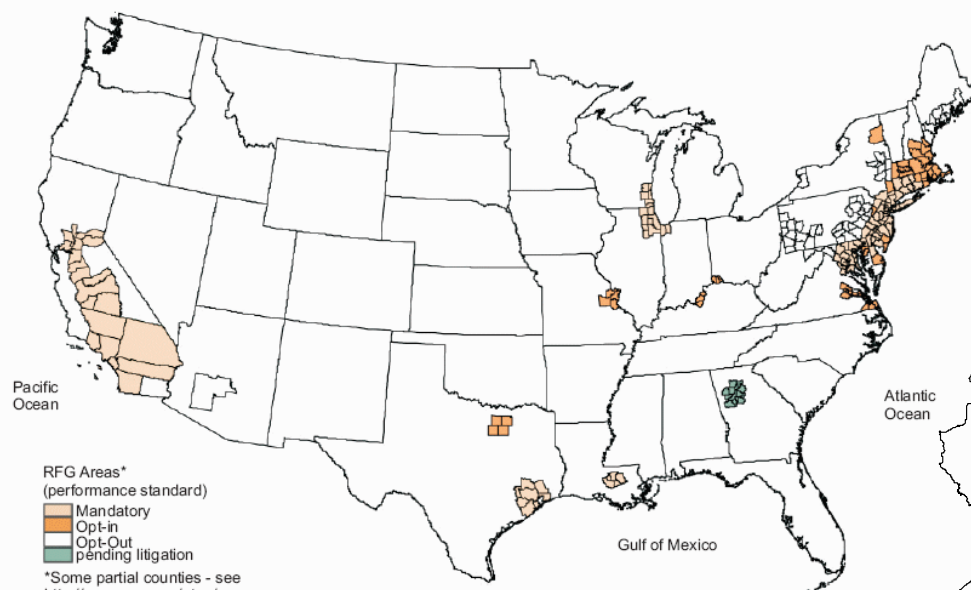 Pacific
Ocean
Atlantic
Ocean
RFG Areas*
(performance standard)
Mandatory
Opt-in
Opt-Out
pending litigation
Gulf of Mexico
*Some partial counties - see